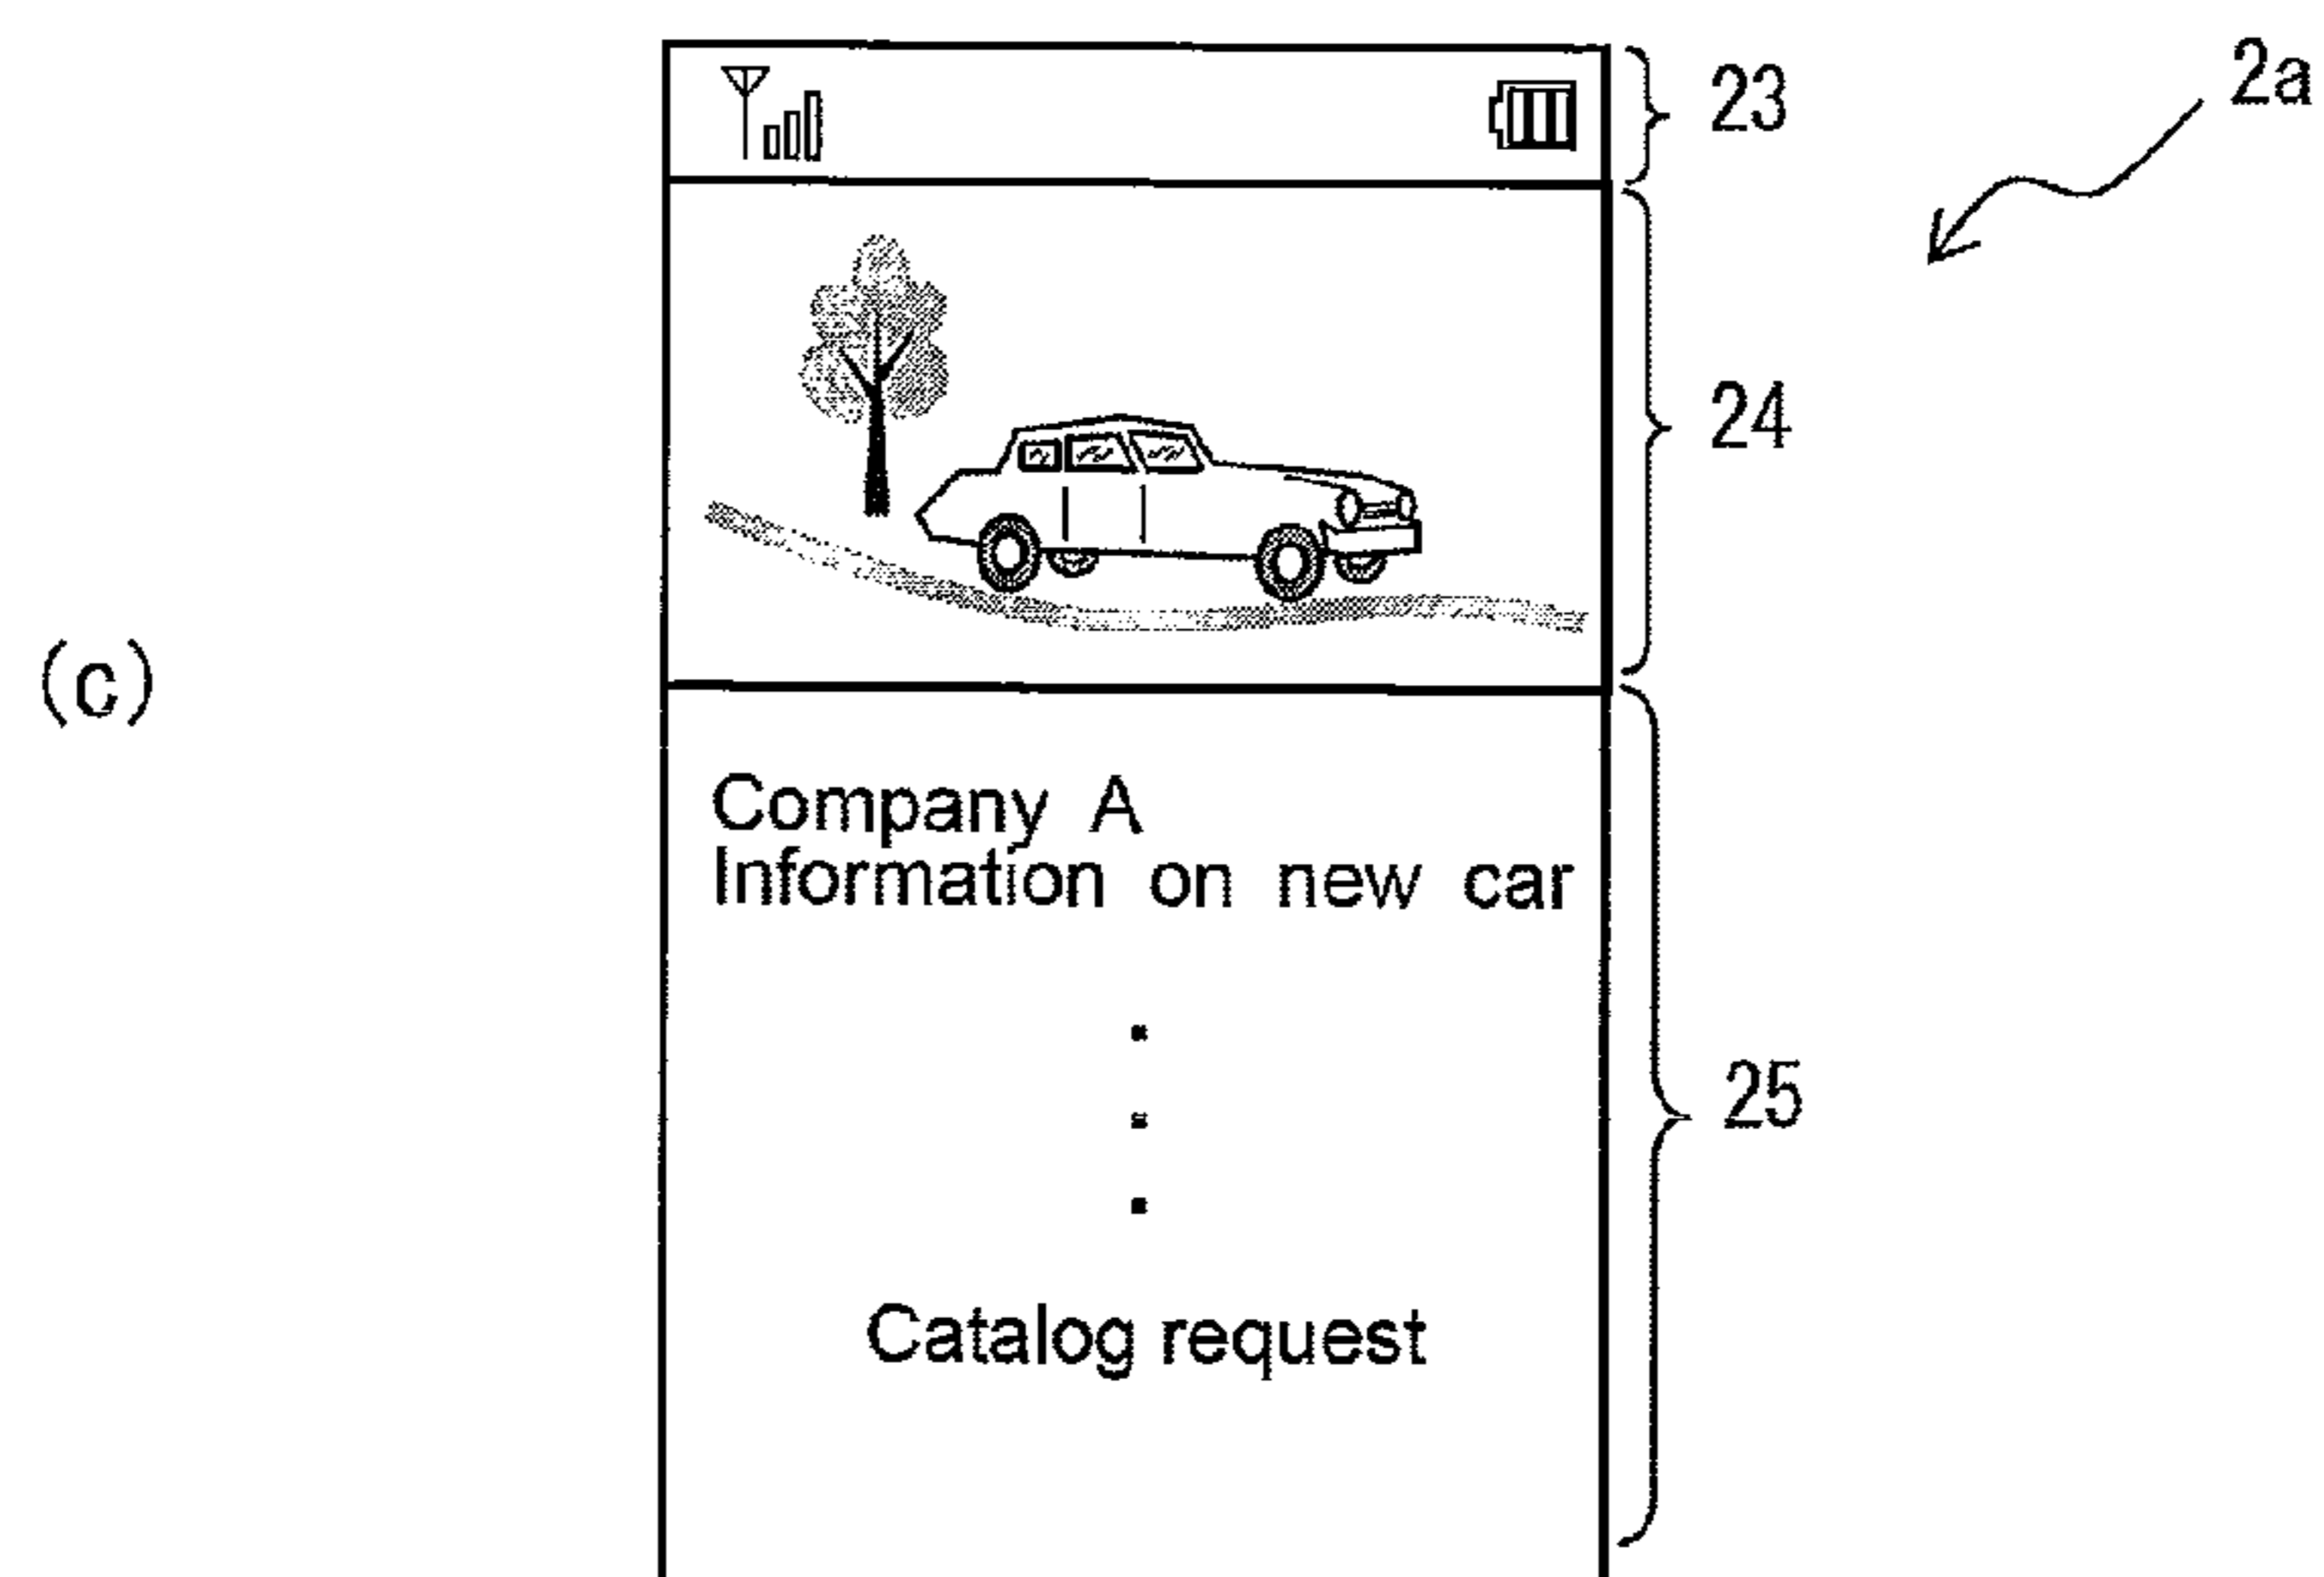 2a
23
24
(c)
Company A
Information on new car
25
Catalog request